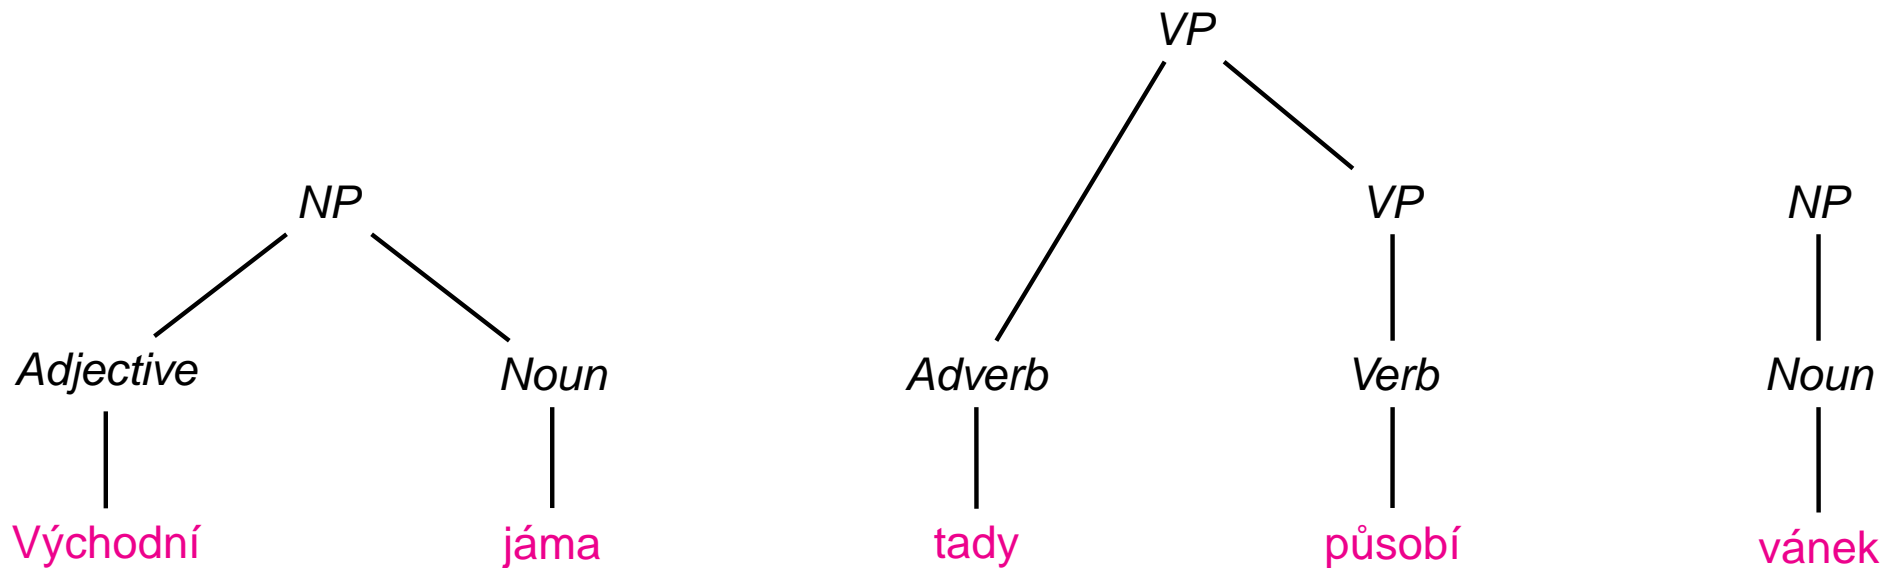 VP
NP VP NP
Adjective Noun Adverb Verb Noun
Východní jáma tady působí vánek